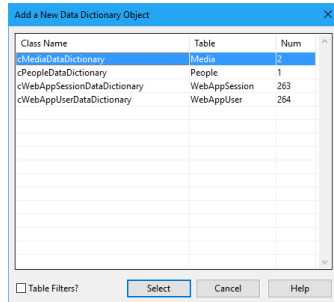 Add a New Data Dictionary Object
Class Name Table Num
cMediaDataDictionary Media 2
cPeopleDataDictionary People 1
cWebAppSessionDataDictionary WebAppSession 263
cWebAppUserDataDictionary WebAppUser 264
Table Filters? Select Cancel Help